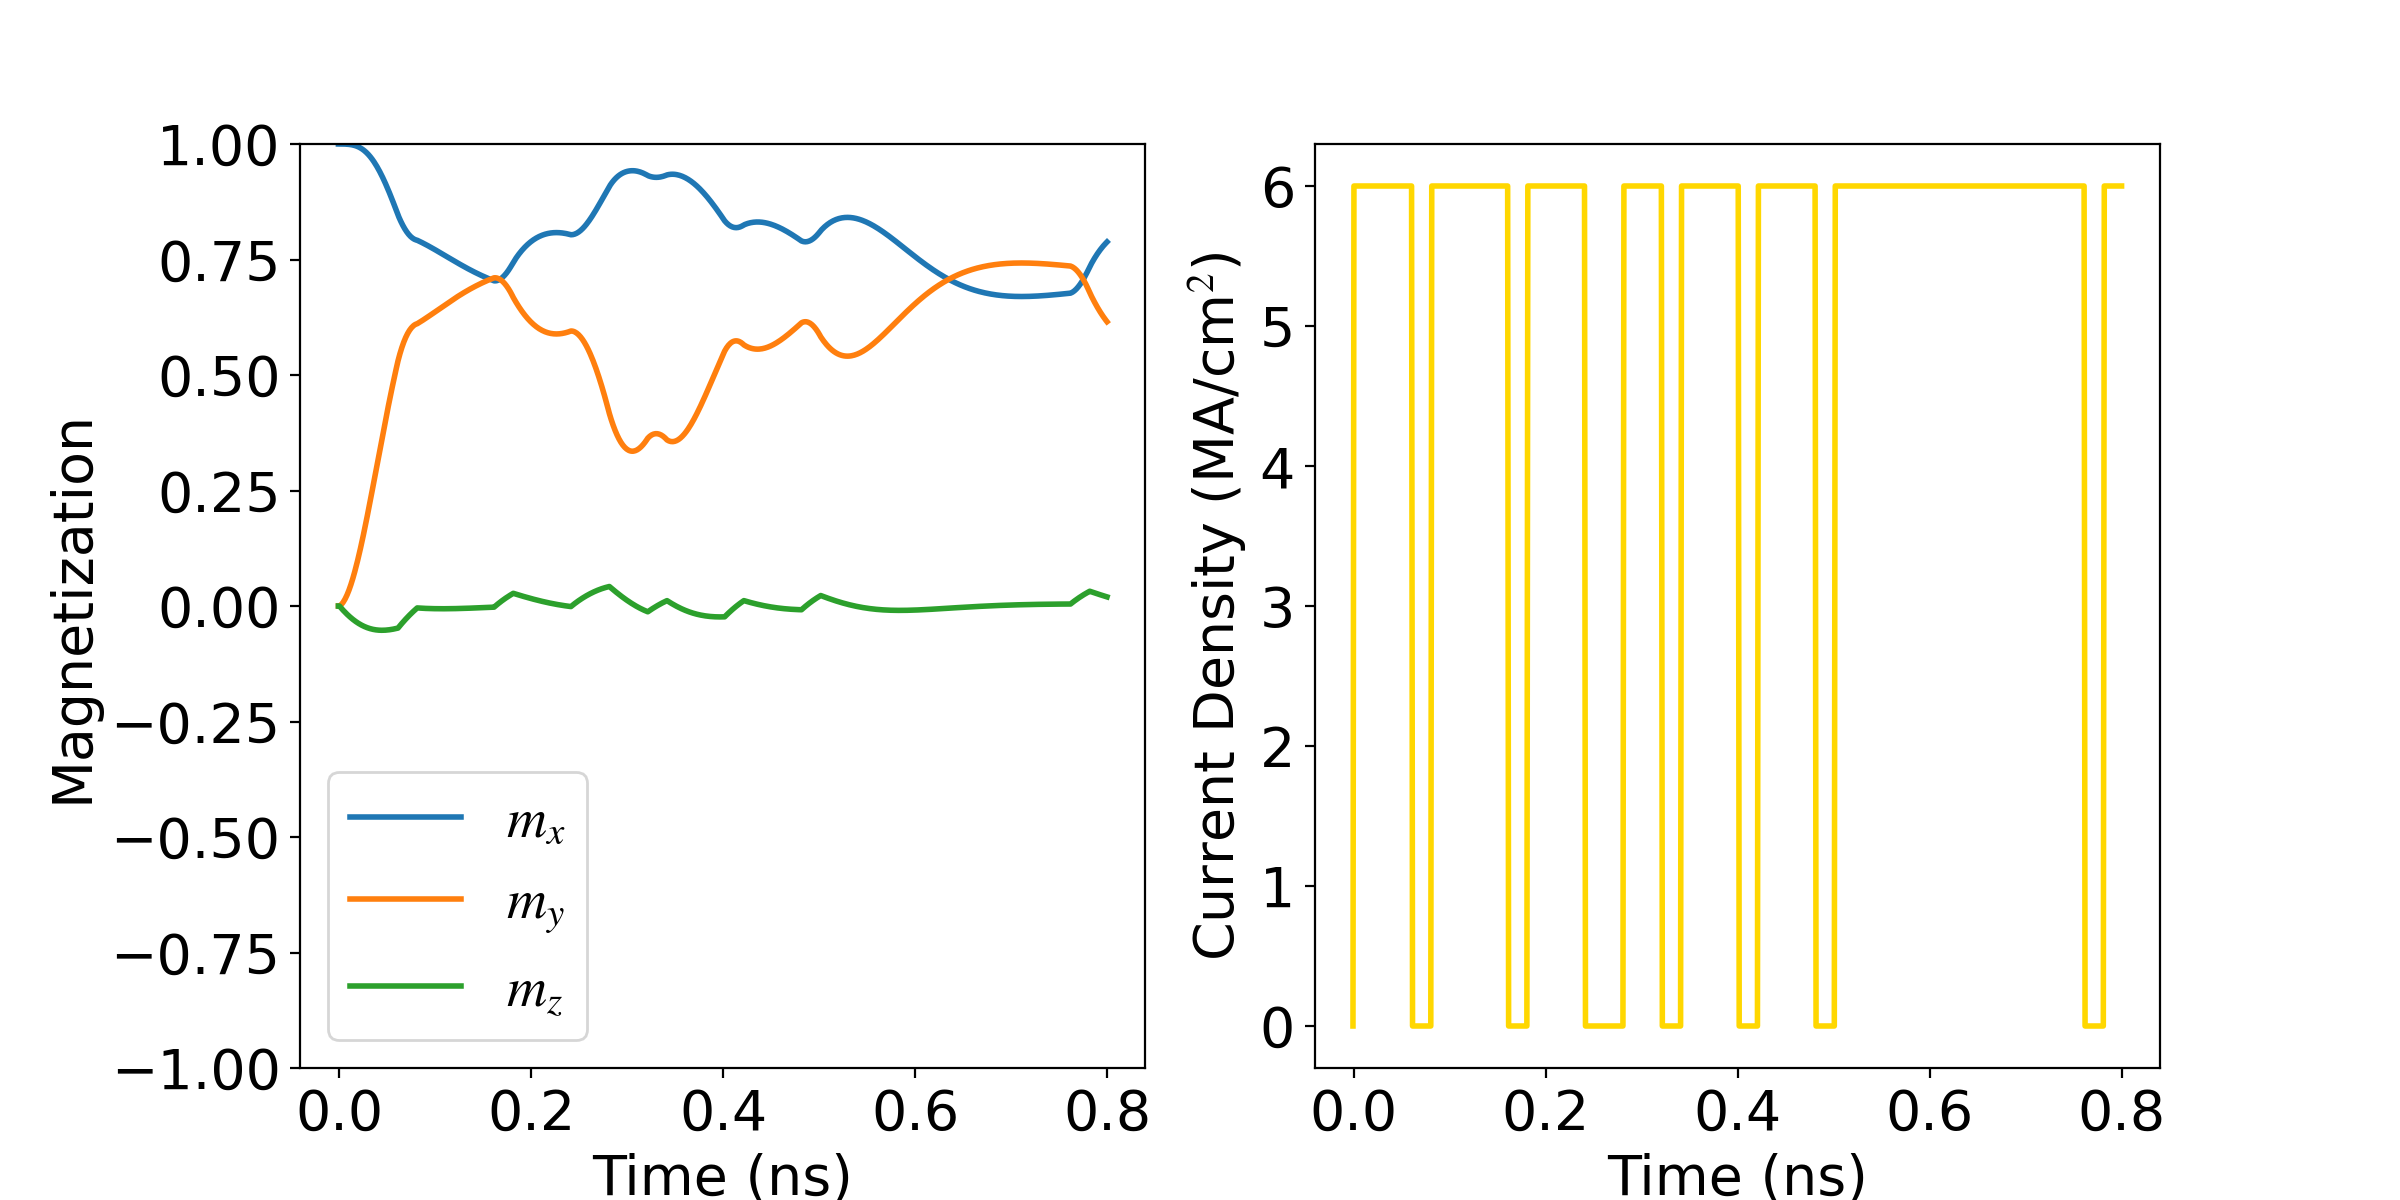 Magnetization
1.00
0.75
0.50
0.25
0.00
−0.25
−0.50
−0.75
−1.00
m_x
m_y
m_z
0.0 0.2 0.4 0.6 0.8
Time (ns)
Current Density (MA/cm²)
6
5
4
3
2
1
0
0.0 0.2 0.4 0.6 0.8
Time (ns)